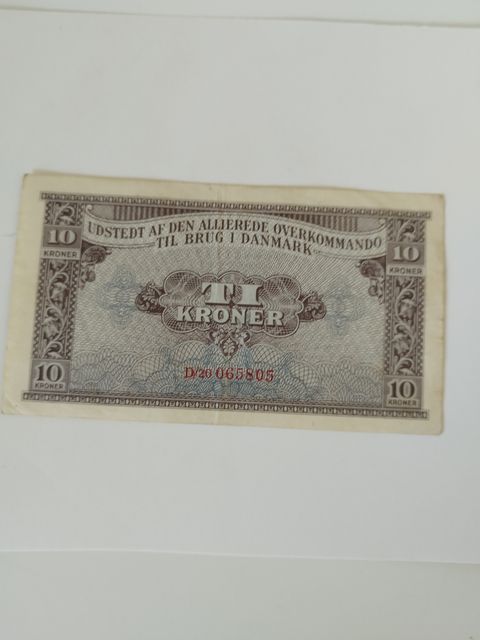 UDSTEDT AF DEN ALLIEREDE OVERKOMMANDO
TIL BRUG I DANMARK
10
KRONER
10
KRONER
TI
KRONER
10
KRONER
D/20 065805
10
KRONER